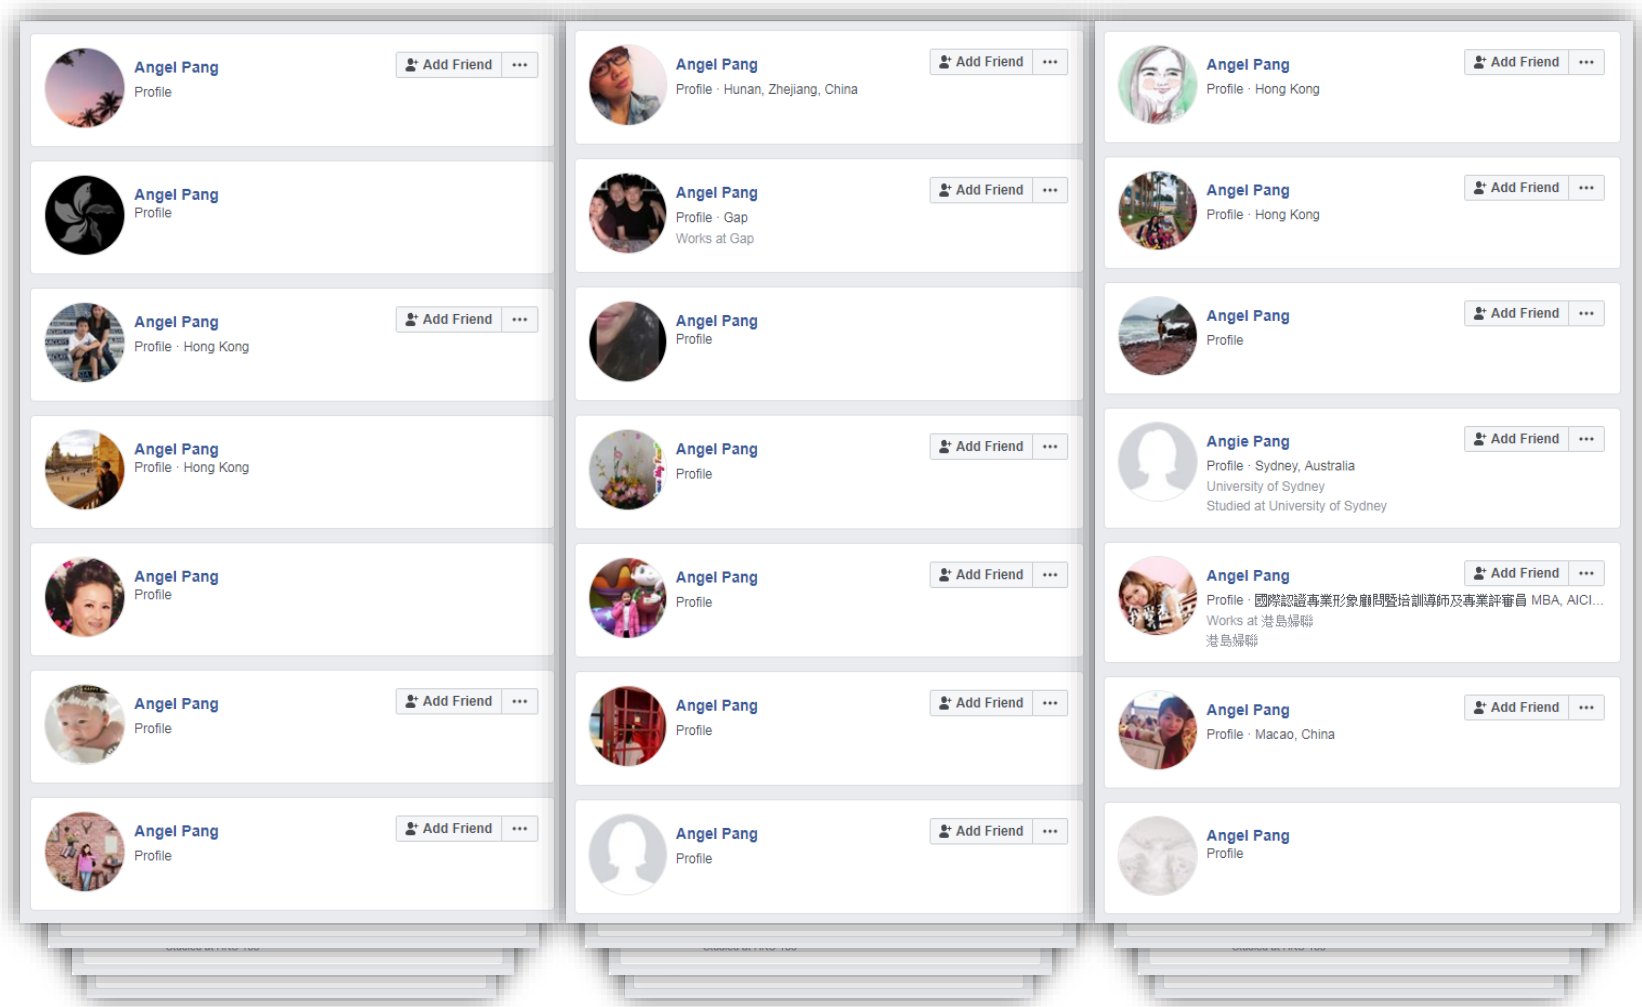 Angel Pang
Add Friend
Profile
Angel Pang
Profile
Angel Pang
Add Friend
Profile · Hong Kong
Angel Pang
Profile · Hong Kong
Angel Pang
Profile
Angel Pang
Add Friend
Profile
Angel Pang
Add Friend
Profile
Angel Pang
Add Friend
Profile · Hunan, Zhejiang, China
Angel Pang
Add Friend
Profile · Gap
Works at Gap
Angel Pang
Profile
Angel Pang
Add Friend
Profile
Angel Pang
Add Friend
Profile
Angel Pang
Add Friend
Profile
Angel Pang
Add Friend
Profile
Angel Pang
Add Friend
Profile · Hong Kong
Angel Pang
Add Friend
Profile · Hong Kong
Angel Pang
Add Friend
Profile
Angie Pang
Add Friend
Profile · Sydney, Australia
University of Sydney
Studied at University of Sydney
Angel Pang
Add Friend
Profile · 國際認證專業形象顧問暨培訓導師及專業評審員 MBA, AICI...
Works at 港島婦聯
港島婦聯
Angel Pang
Add Friend
Profile · Macao, China
Angel Pang
Profile